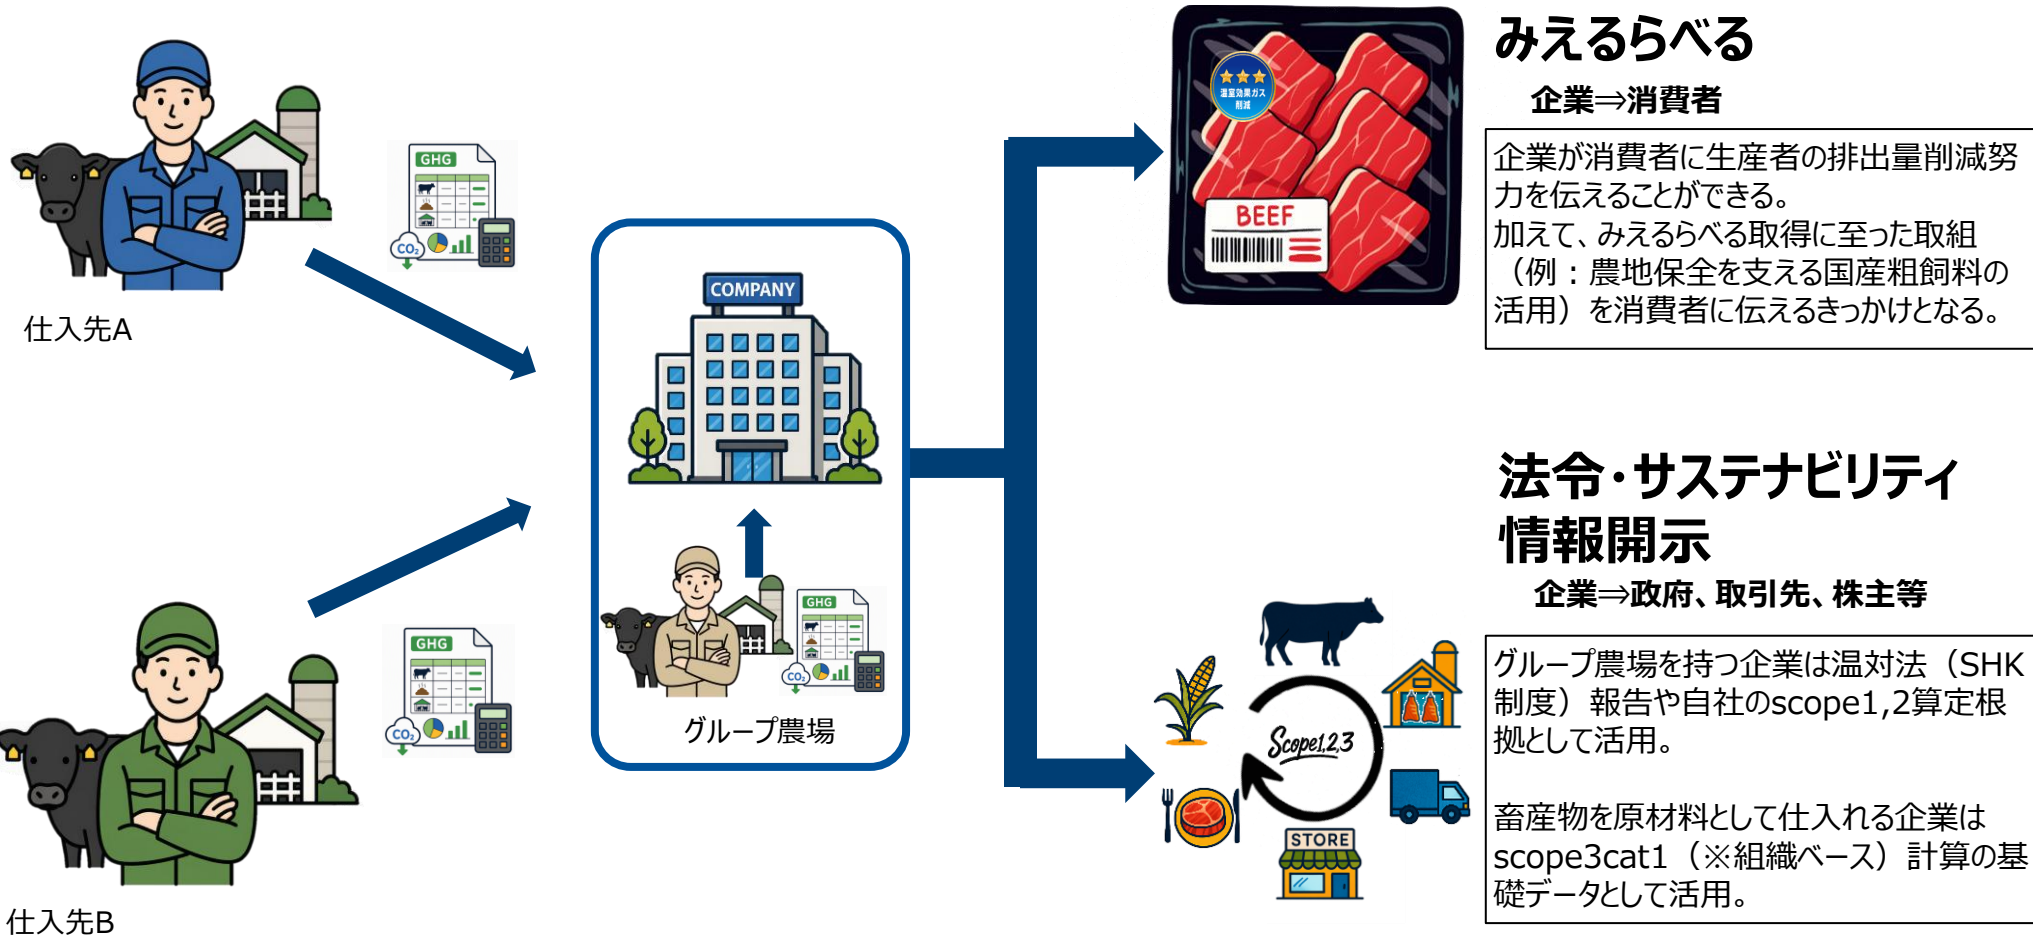 みえるらべる
企業⇒消費者
企業が消費者に生産者の排出量削減努
力を伝えることができる。
加えて、みえるらべる取得に至った取組
（例：農地保全を支える国産粗飼料の
活用）を消費者に伝えるきっかけとなる。
温室効果ガス
削減
BEEF
GHG
CO₂
仕入先A
COMPANY
GHG
CO₂
グループ農場
GHG
CO₂
仕入先B
法令・サステナビリティ
情報開示
企業⇒政府、取引先、株主等
グループ農場を持つ企業は温対法（SHK
制度）報告や自社のscope1,2算定根
拠として活用。
畜産物を原材料として仕入れる企業は
scope3cat1（※組織ベース）計算の基
礎データとして活用。
Scope1,2,3
STORE